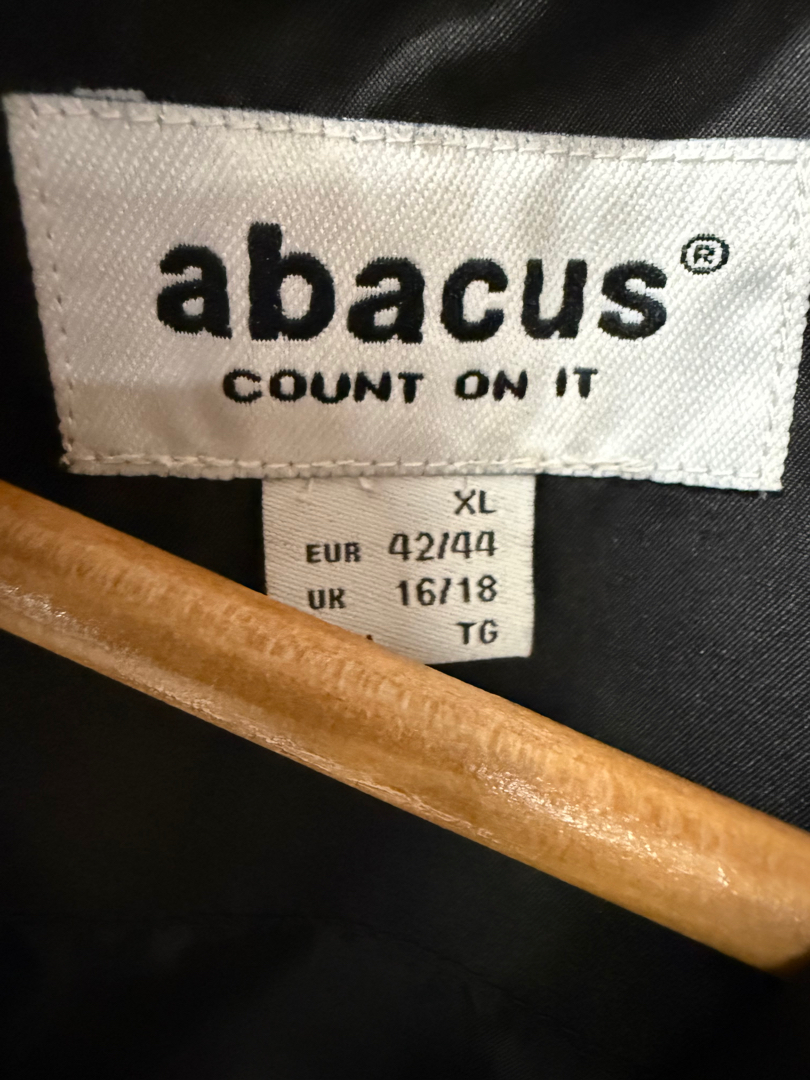 abacus®
COUNT ON IT
XL
EUR 42/44
UK 16/18
TG